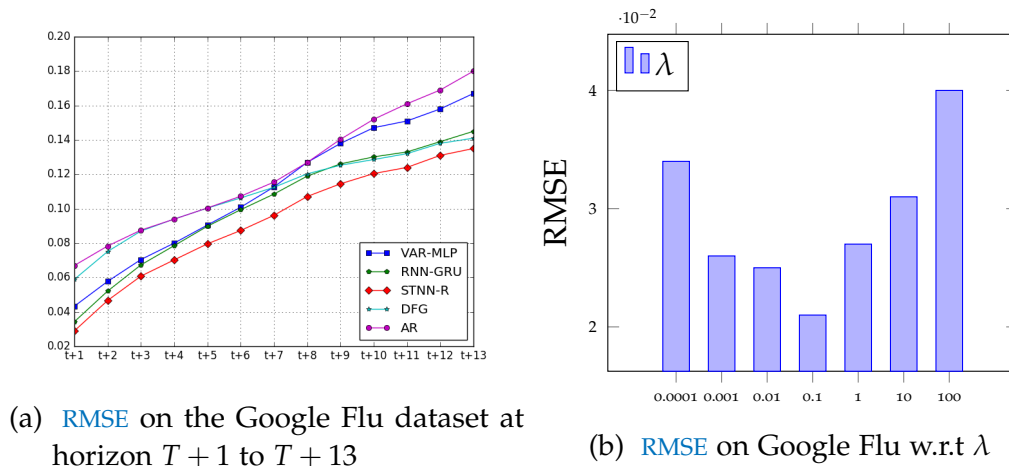 0.20
0.18
0.16
0.14
0.12
0.10
0.08
0.06
0.04
0.02
t+1 t+2 t+3 t+4 t+5 t+6 t+7 t+8 t+9 t+10 t+11 t+12 t+13
VAR-MLP
RNN-GRU
STNN-R
DFG
AR
(a) RMSE on the Google Flu dataset at
horizon T + 1 to T + 13
·10⁻²
λ
RMSE
4
3
2
0.0001 0.001 0.01 0.1 1 10 100
(b) RMSE on Google Flu w.r.t λ